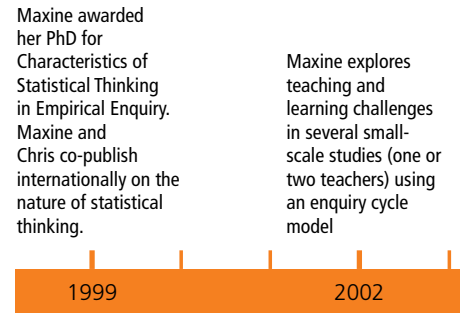 Maxine awarded
her PhD for
Characteristics of
Statistical Thinking
in Empirical Enquiry.
Maxine and
Chris co-publish
internationally on the
nature of statistical
thinking.
Maxine explores
teaching and
learning challenges
in several small-
scale studies (one or
two teachers) using
an enquiry cycle
model
1999
2002